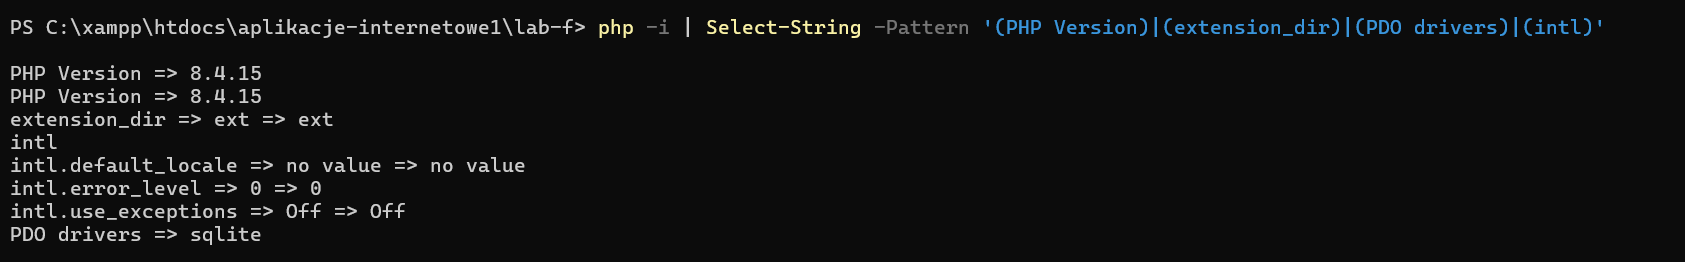 PS C:\xampp\htdocs\aplikacje-internetowe1\lab-f> php -i | Select-String -Pattern '(PHP Version)|(extension_dir)|(PDO drivers)|(intl)'
PHP Version => 8.4.15
PHP Version => 8.4.15
extension_dir => ext => ext
intl
intl.default_locale => no value => no value
intl.error_level => 0 => 0
intl.use_exceptions => Off => Off
PDO drivers => sqlite